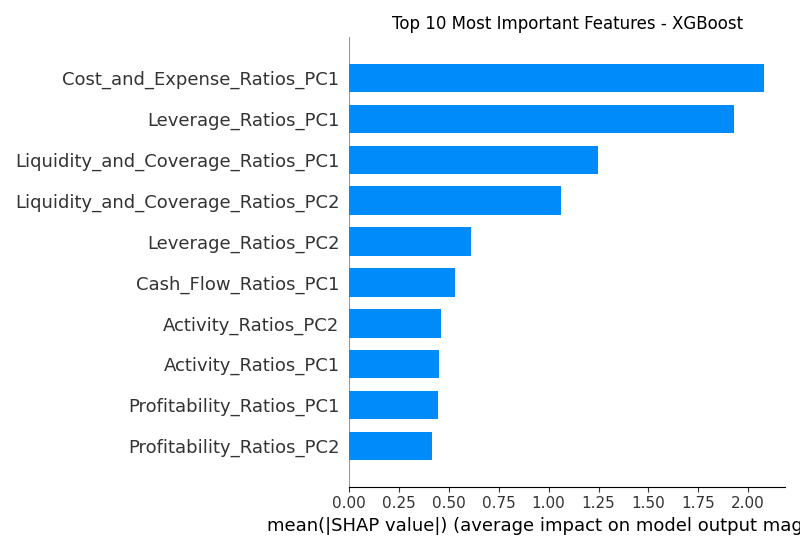 Top 10 Most Important Features - XGBoost
Cost_and_Expense_Ratios_PC1
Leverage_Ratios_PC1
Liquidity_and_Coverage_Ratios_PC1
Liquidity_and_Coverage_Ratios_PC2
Leverage_Ratios_PC2
Cash_Flow_Ratios_PC1
Activity_Ratios_PC2
Activity_Ratios_PC1
Profitability_Ratios_PC1
Profitability_Ratios_PC2
0.00 0.25 0.50 0.75 1.00 1.25 1.50 1.75 2.00
mean(|SHAP value|) (average impact on model output mag